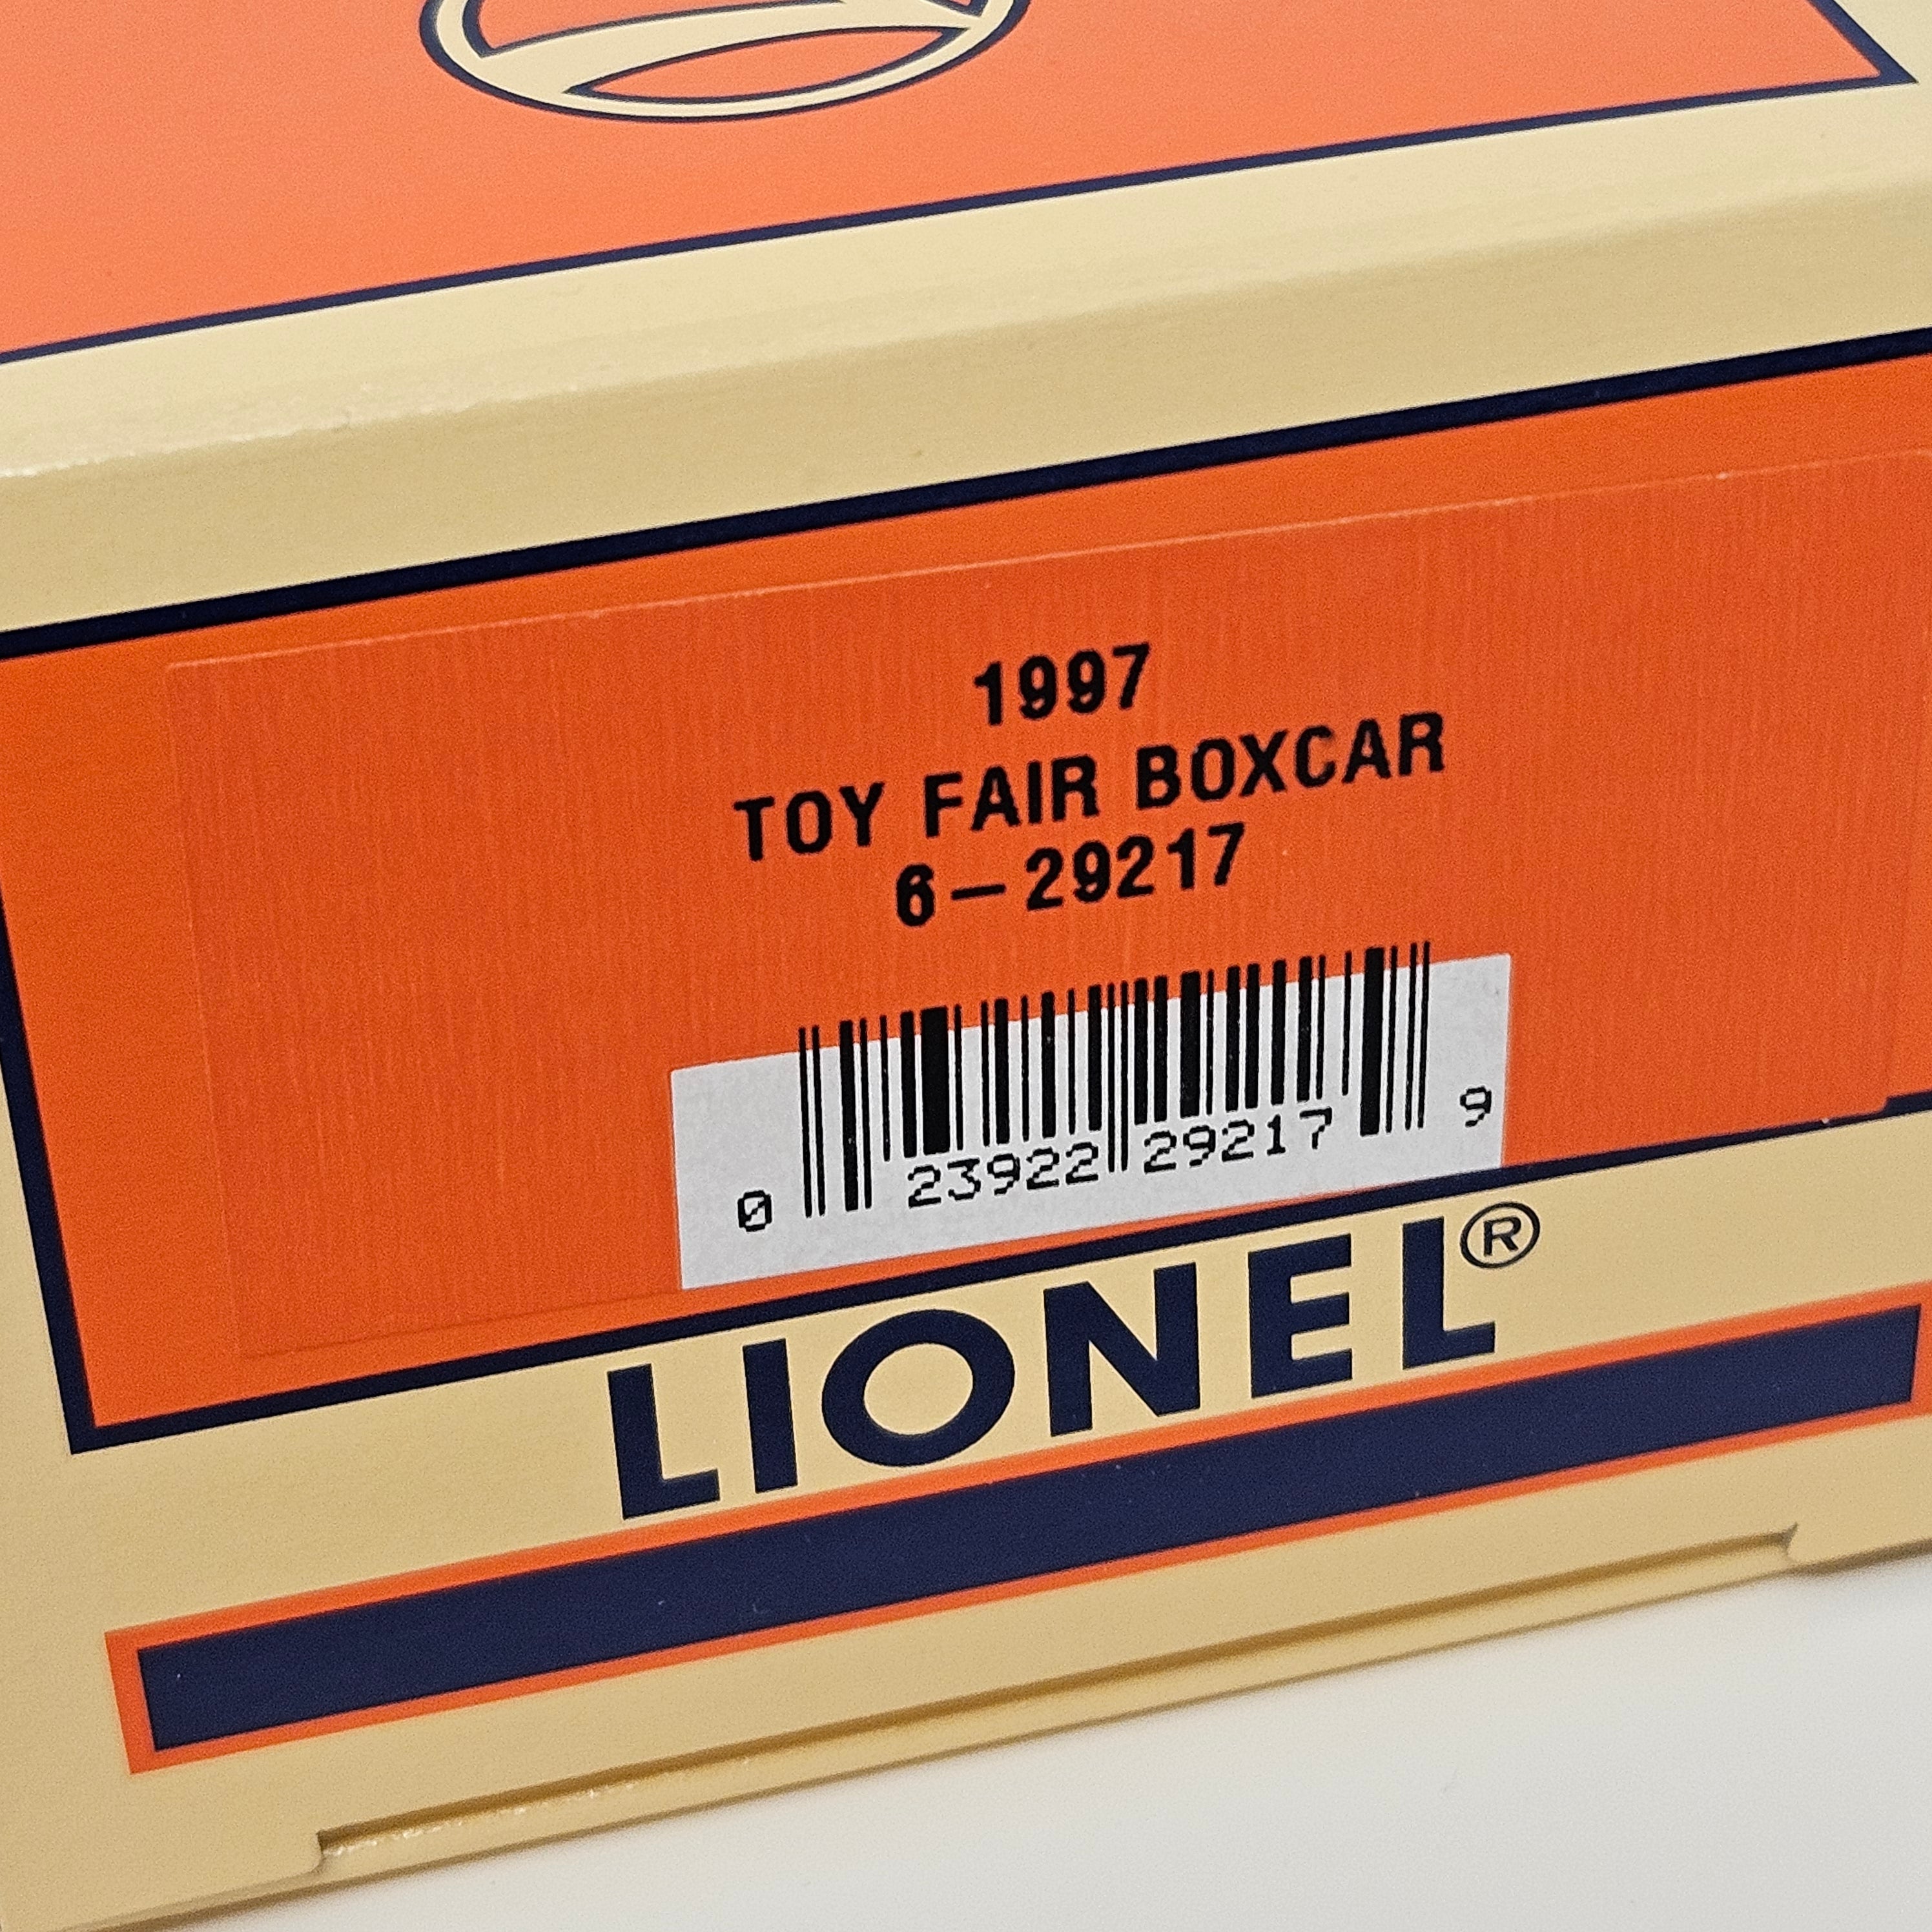 1997
TOY FAIR BOXCAR
6-29217
0 23922 29217 9
LIONEL®